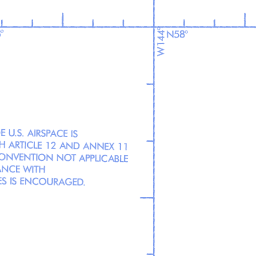 N58°
W144°
E U.S. AIRSPACE IS
H ARTICLE 12 AND ANNEX 11
ONVENTION NOT APPLICABLE
ANCE WITH
ES IS ENCOURAGED.